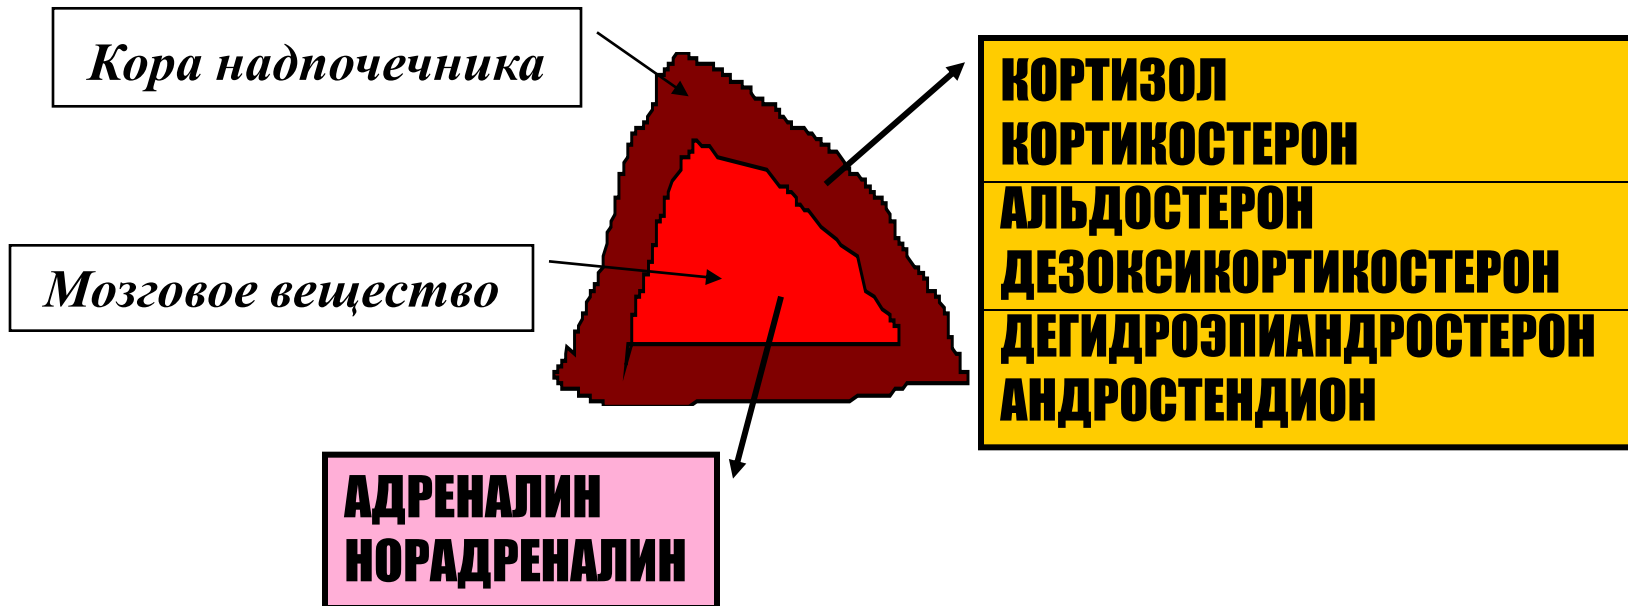 Кора надпочечника
Мозговое вещество
КОРТИЗОЛ
КОРТИКОСТЕРОН
АЛЬДОСТЕРОН
ДЕЗОКСИКОРТИКОСТЕРОН
ДЕГИДРОЭПИАНДРОСТЕРОН
АНДРОСТЕНДИОН
АДРЕНАЛИН
НОРАДРЕНАЛИН